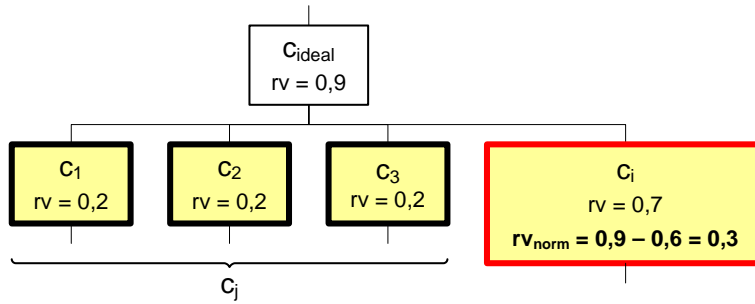 c_ideal
rv = 0,9
c_1
rv = 0,2
c_2
rv = 0,2
c_3
rv = 0,2
c_i
rv = 0,7
rv_norm = 0,9 – 0,6 = 0,3
c_j